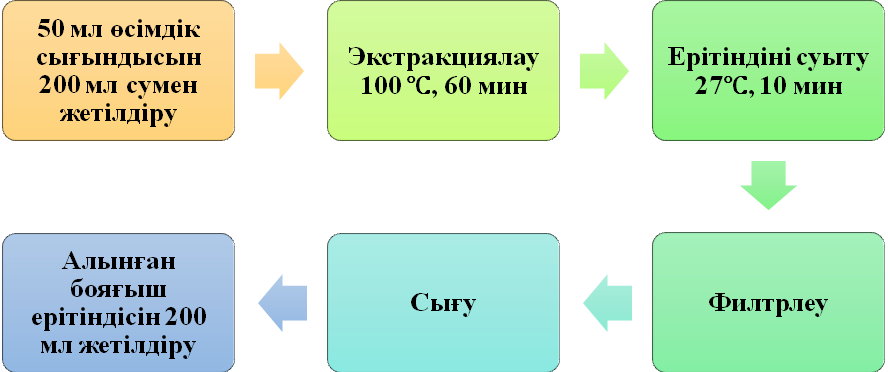 50 мл өсімдік
сығындысын
200 мл сумен
жетілдіру
Экстракциялау
100 ℃, 60 мин
Ерітіндіні суыту
27℃, 10 мин
Филтрлеу
Сығу
Алынған
бояғыш
ерітіндісін 200
мл жетілдіру